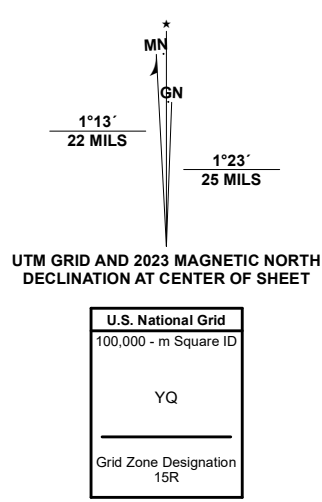 MN
GN
1°13´
22 MILS
1°23´
25 MILS
UTM GRID AND 2023 MAGNETIC NORTH
DECLINATION AT CENTER OF SHEET
U.S. National Grid
100,000 - m Square ID
YQ
Grid Zone Designation
15R